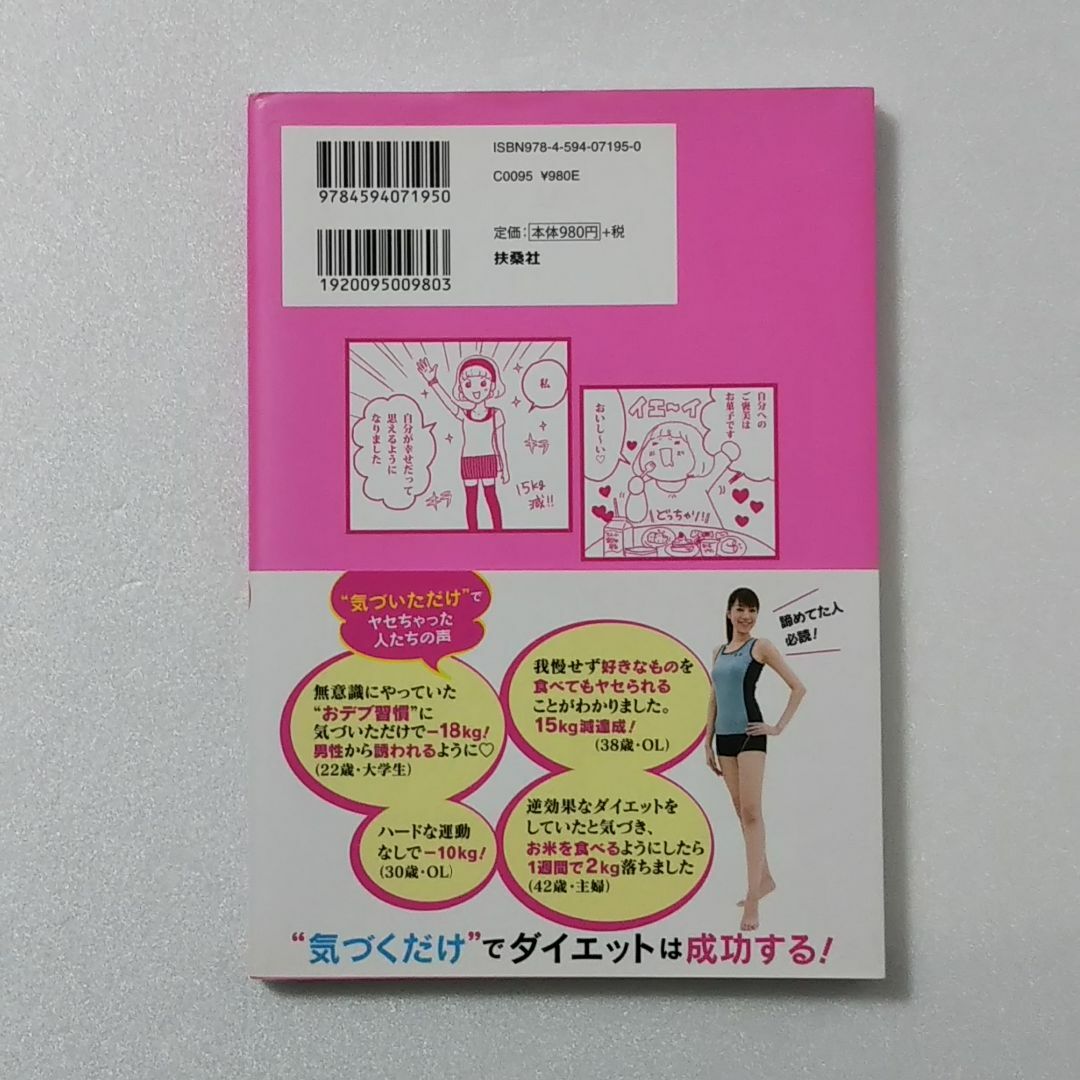 ISBN978-4-594-07195-0
C0095 ¥980E
9784594071950
定価：本体980円+税
扶桑社
1920095009803
私
自分が幸せだって
思えるように
なりました
キラ
キラ
15kg
減!!
自分への
ご褒美は
お菓子です
イエ〜イ
おいし〜い♡
どっちゃり!
“気づいただけ”で
ヤセちゃった
人たちの声
諦めてた人
必読！
無意識にやっていた
“おデブ習慣”に
気づいただけで−18kg！
男性から誘われるように♡
（22歳・大学生）
我慢せず好きなものを
食べてもヤセられる
ことがわかりました。
15kg減達成！
（38歳・OL）
ハードな運動
なしで−10kg！
（30歳・OL）
逆効果なダイエットを
していたと気づき、
お米を食べるようにしたら
1週間で2kg落ちました
（42歳・主婦）
“気づくだけ”でダイエットは成功する！